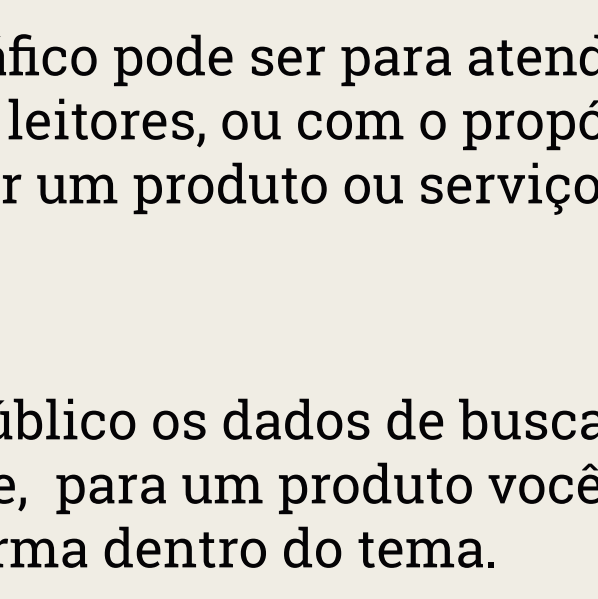 áfico pode ser para atend
leitores, ou com o propó
r um produto ou serviço
úblico os dados de busca
e, para um produto você
rma dentro do tema.